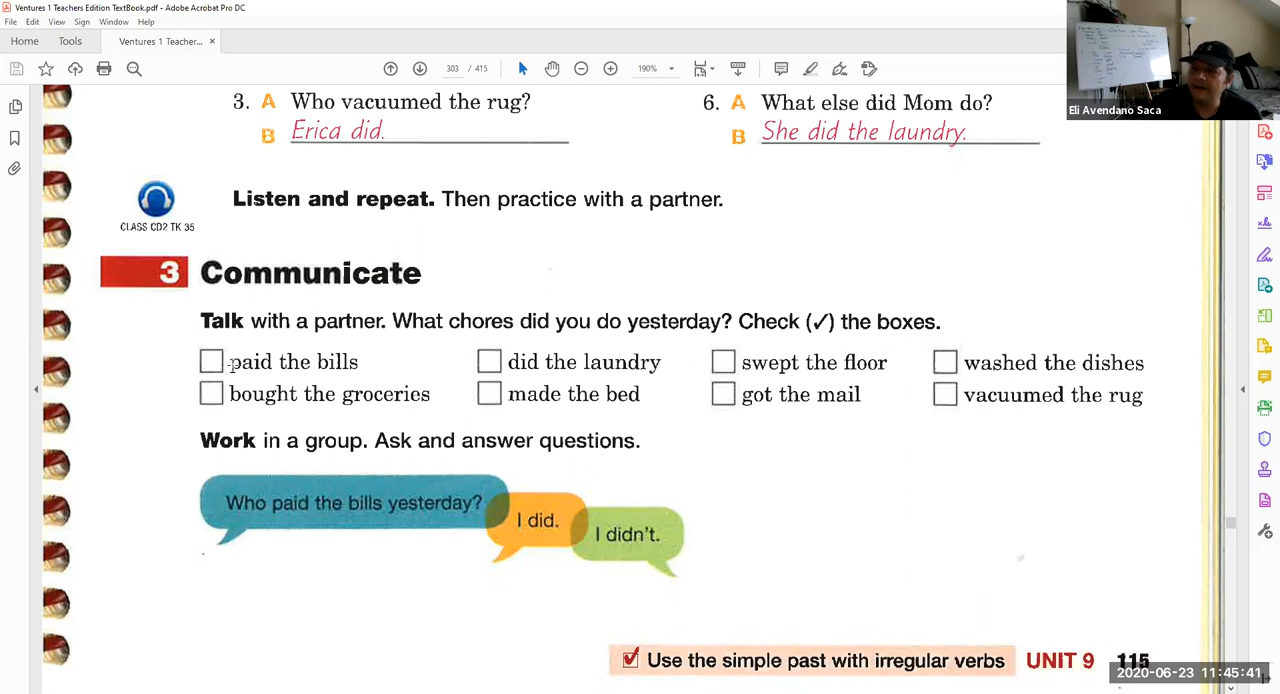 Ventures 1 Teachers Edition TextBook.pdf - Adobe Acrobat Pro DC
File Edit View Sign Window Help
Home Tools Ventures 1 Teacher... ×
303 / 415 190%
3. A Who vacuumed the rug?
B Erica did.
6. A What else did Mom do?
B She did the laundry.
Eli Avendano Saca
CLASS CD2 TK 35
Listen and repeat. Then practice with a partner.
3 Communicate
Talk with a partner. What chores did you do yesterday? Check (✓) the boxes.
paid the bills did the laundry swept the floor washed the dishes
bought the groceries made the bed got the mail vacuumed the rug
Work in a group. Ask and answer questions.
Who paid the bills yesterday?
I did.
I didn't.
Use the simple past with irregular verbs UNIT 9 115
2020-06-23 11:45:41